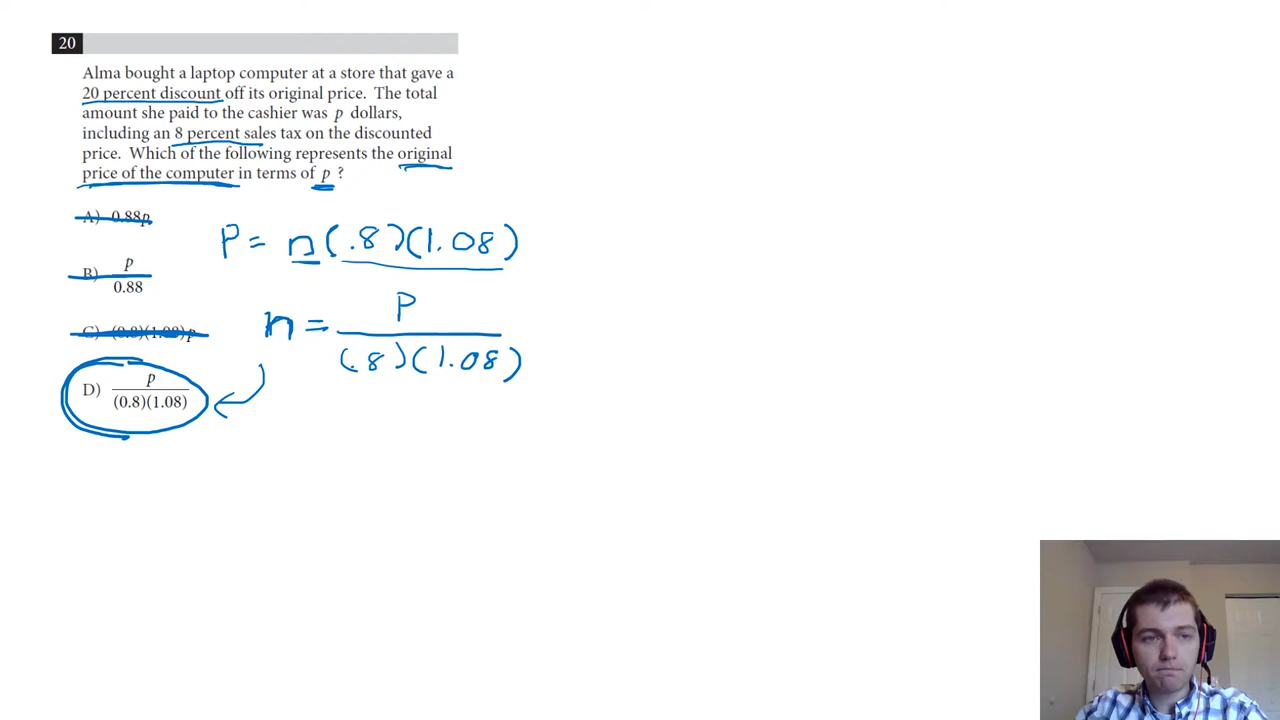 20
Alma bought a laptop computer at a store that gave a
20 percent discount off its original price. The total
amount she paid to the cashier was p dollars,
including an 8 percent sales tax on the discounted
price. Which of the following represents the original
price of the computer in terms of p ?
A) 0.88p
P = n(.8)(1.08)
B) p
0.88
n = P
(.8)(1.08)
C) (0.8)(1.08)p
D) p
(0.8)(1.08)